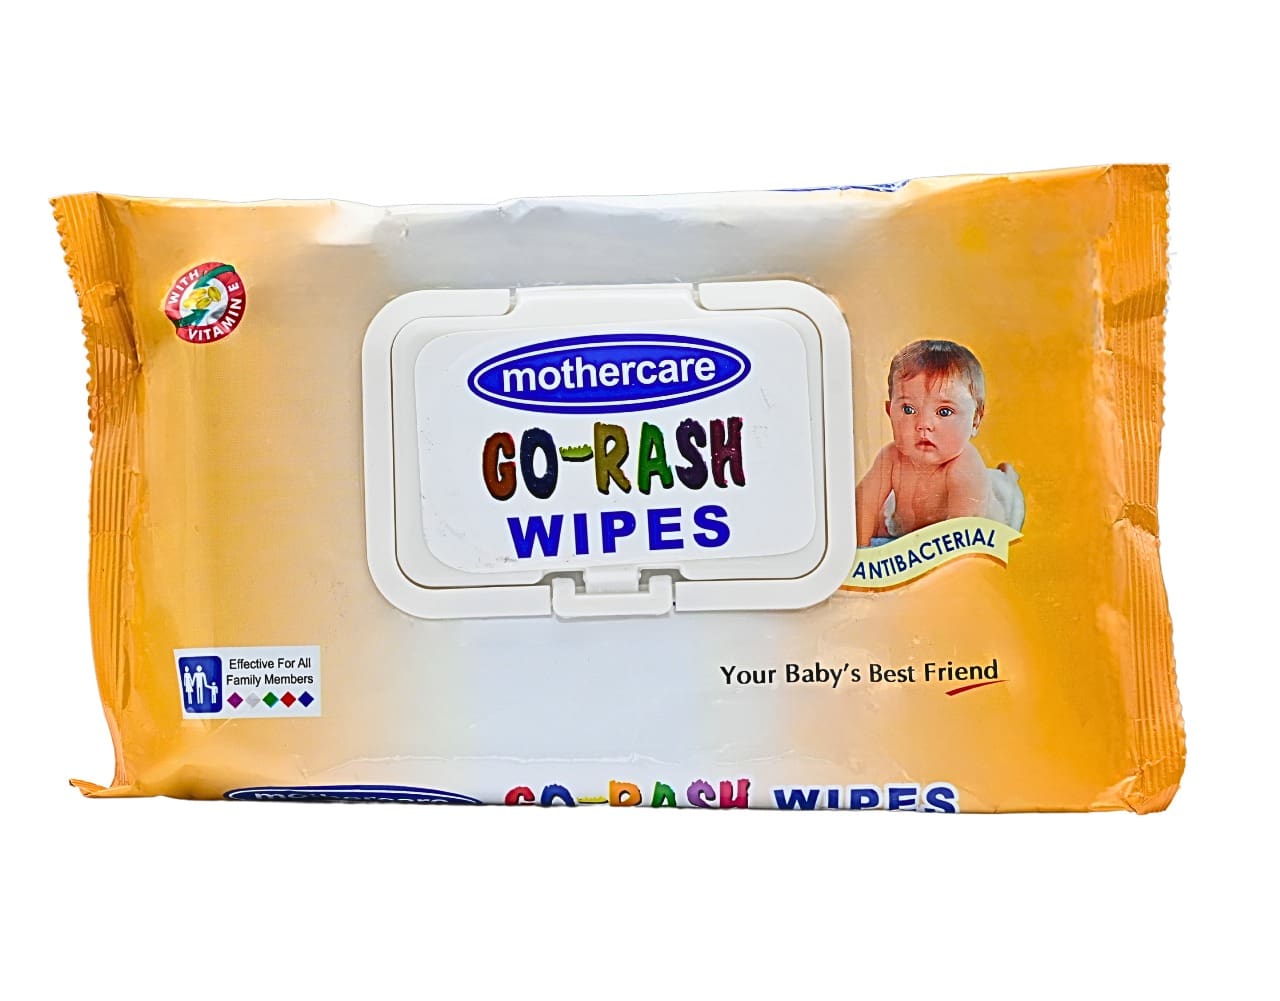 WITH
VITAMIN E
mothercare
GO-RASH
WIPES
ANTIBACTERIAL
Effective For All
Family Members
Your Baby's Best Friend
mothercare GO-RASH WIPES